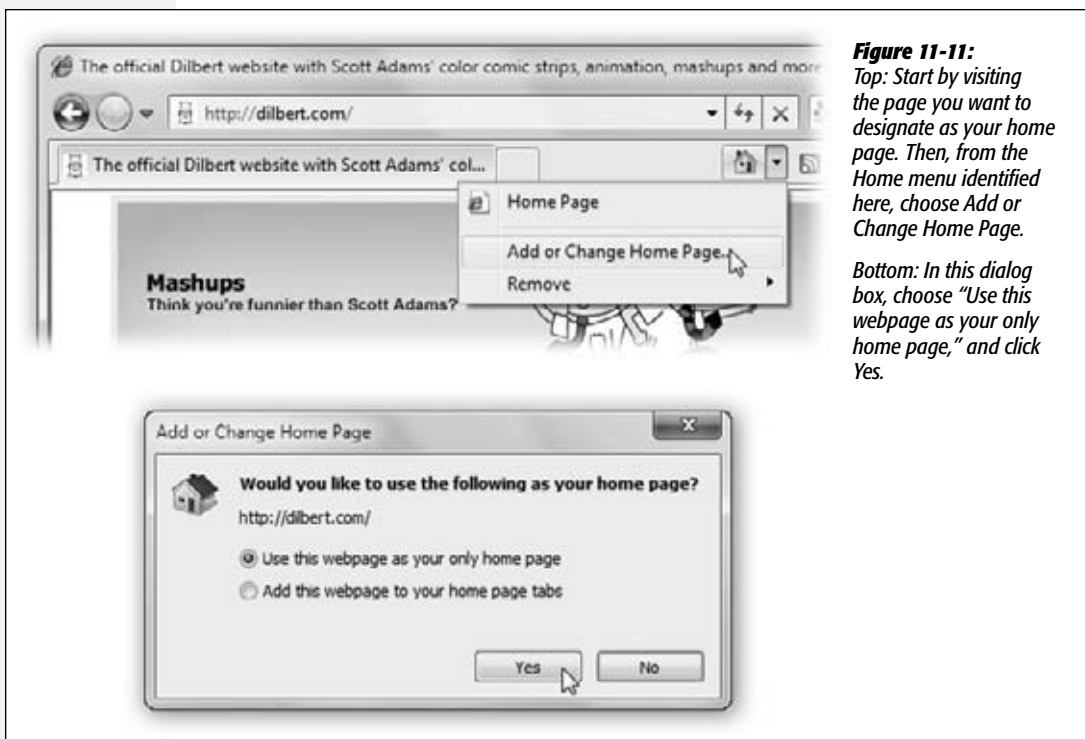 The official Dilbert website with Scott Adams' color comic strips, animation, mashups and more
http://dilbert.com/
The official Dilbert website with Scott Adams' col...
Home Page
Add or Change Home Page...
Remove
Mashups
Think you're funnier than Scott Adams?
Figure 11-11:
Top: Start by visiting
the page you want to
designate as your home
page. Then, from the
Home menu identified
here, choose Add or
Change Home Page.
Bottom: In this dialog
box, choose “Use this
webpage as your only
home page,” and click
Yes.
Add or Change Home Page
Would you like to use the following as your home page?
http://dilbert.com/
Use this webpage as your only home page
Add this webpage to your home page tabs
Yes
No